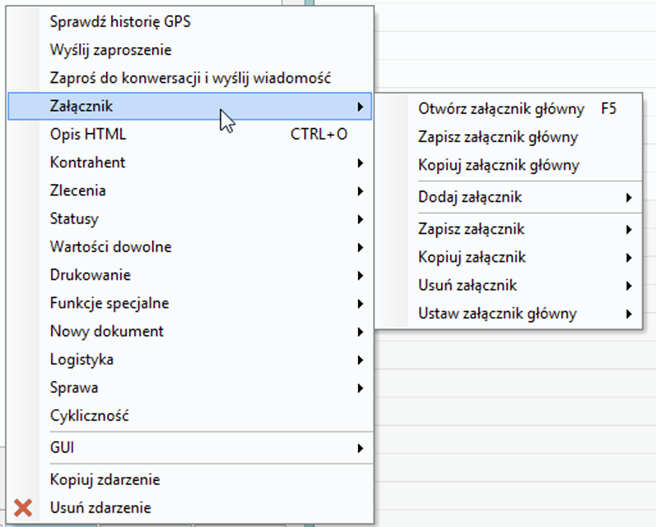 Sprawdź historię GPS
Wyślij zaproszenie
Zaproś do konwersacji i wyślij wiadomość
Załącznik
Opis HTML CTRL+O
Kontrahent
Zlecenia
Statusy
Wartości dowolne
Drukowanie
Funkcje specjalne
Nowy dokument
Logistyka
Sprawa
Cykliczność
GUI
Kopiuj zdarzenie
Usuń zdarzenie
Otwórz załącznik główny F5
Zapisz załącznik główny
Kopiuj załącznik główny
Dodaj załącznik
Zapisz załącznik
Kopiuj załącznik
Usuń załącznik
Ustaw załącznik główny